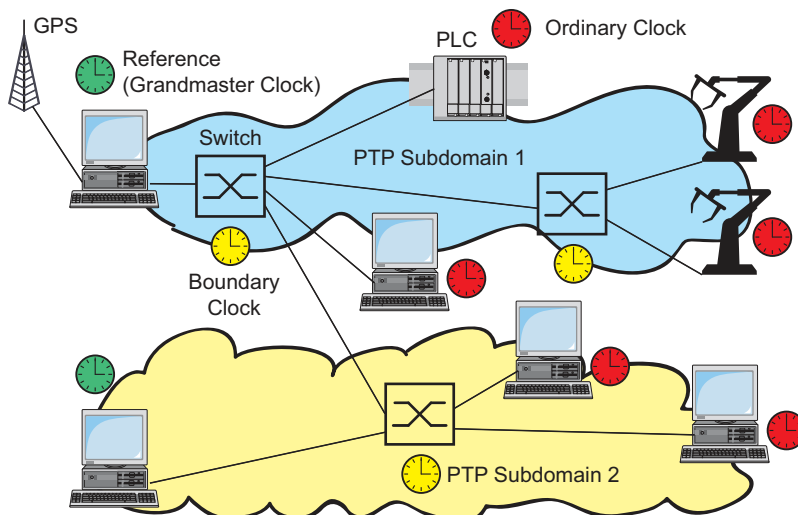 GPS
Reference
(Grandmaster Clock)
PLC
Ordinary Clock
Switch
PTP Subdomain 1
Boundary
Clock
PTP Subdomain 2